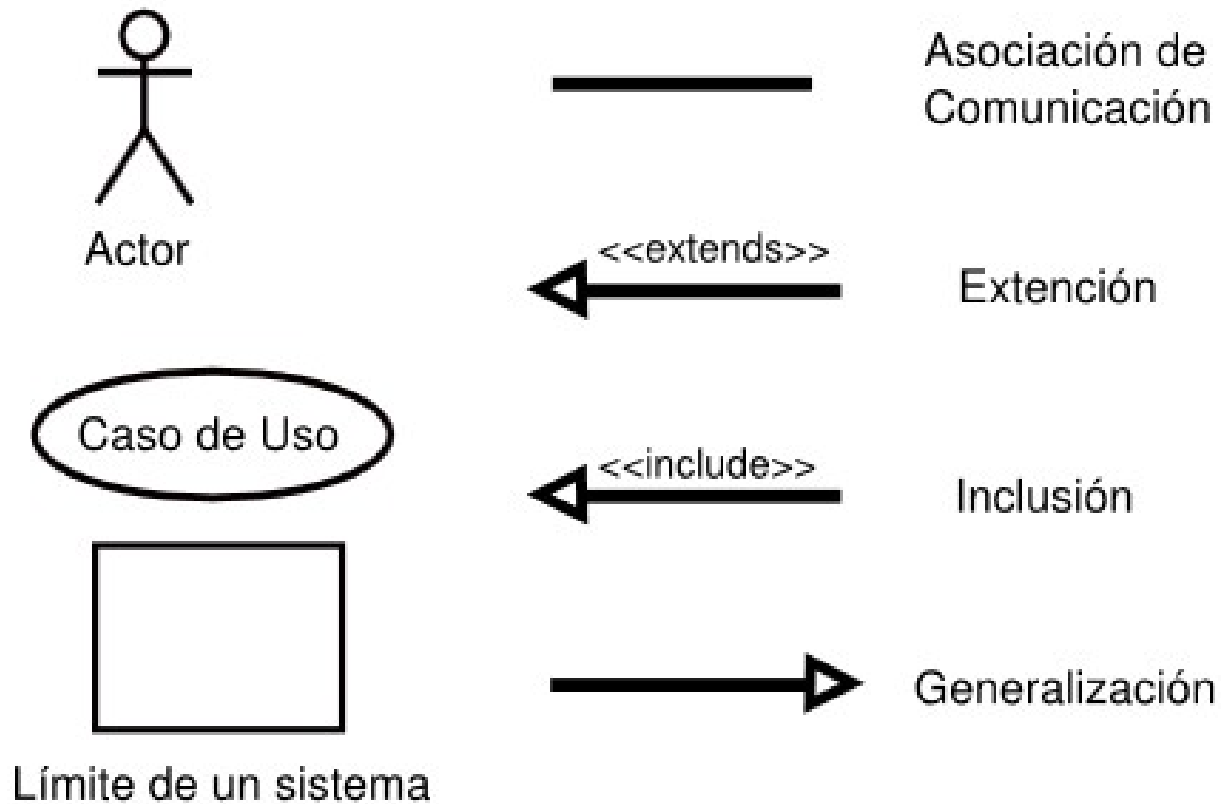 Actor
Asociación de
Comunicación
<<extends>>
Extención
Caso de Uso
<<include>>
Inclusión
Límite de un sistema
Generalización